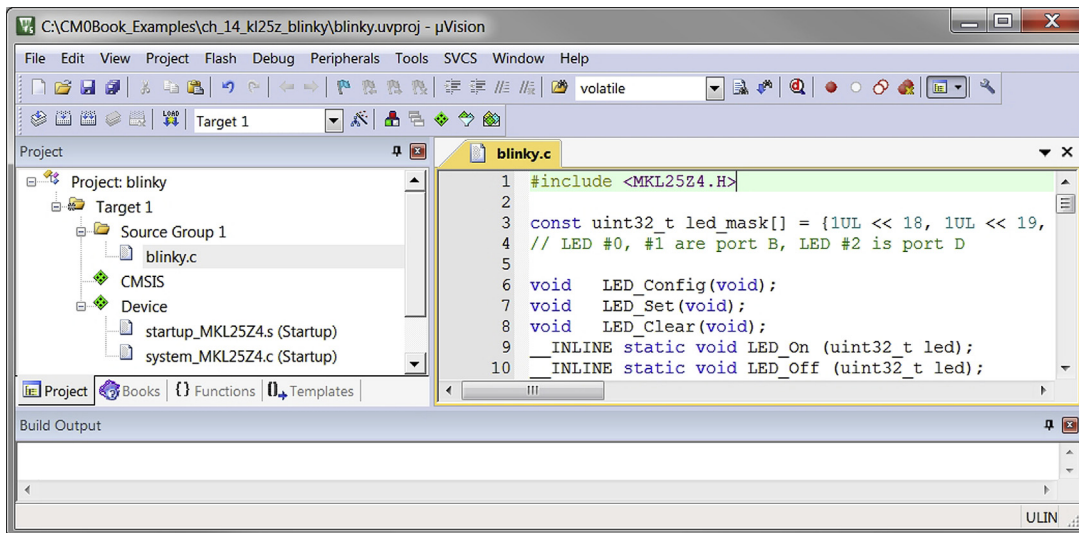 C:\CM0Book_Examples\ch_14_kl25z_blinky\blinky.uvproj - µVision
File Edit View Project Flash Debug Peripherals Tools SVCS Window Help
volatile
LOAD Target 1
Project
blinky.c
Project: blinky
Target 1
Source Group 1
blinky.c
CMSIS
Device
startup_MKL25Z4.s (Startup)
system_MKL25Z4.c (Startup)
1 #include <MKL25Z4.H>
2
3 const uint32_t led_mask[] = {1UL << 18, 1UL << 19,
4 // LED #0, #1 are port B, LED #2 is port D
5
6 void LED_Config(void);
7 void LED_Set(void);
8 void LED_Clear(void);
9 __INLINE static void LED_On (uint32_t led);
10 __INLINE static void LED_Off (uint32_t led);
Project Books {} Functions Templates
Build Output
ULIN